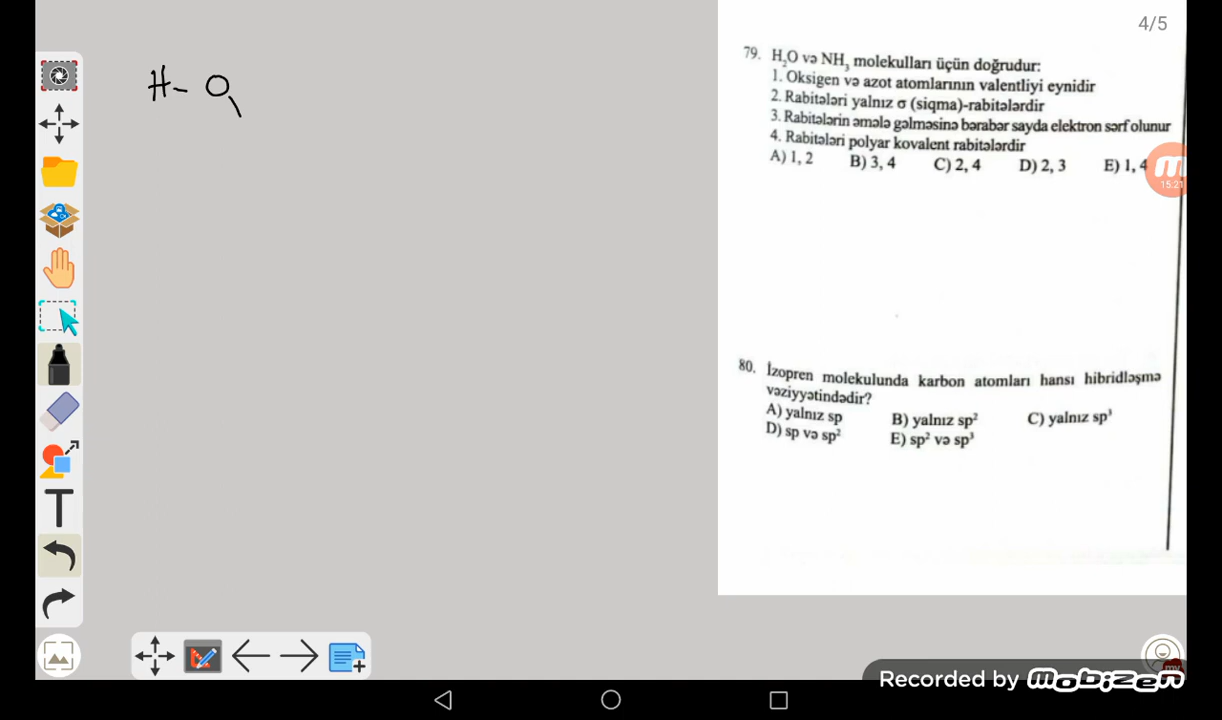 4/5
H- O
79. H₂O və NH₃ molekulları üçün doğrudur:
1. Oksigen və azot atomlarının valentliyi eynidir
2. Rabitələri yalnız σ (siqma)-rabitələrdir
3. Rabitələrin əmələ gəlməsinə bərabər sayda elektron sərf olunur
4. Rabitələri polyar kovalent rabitələrdir
A) 1, 2 B) 3, 4 C) 2, 4 D) 2, 3 E) 1, 4
15:21
80. İzopren molekulunda karbon atomları hansı hibridləşmə
vəziyyətindədir?
A) yalnız sp B) yalnız sp² C) yalnız sp³
D) sp və sp² E) sp² və sp³
T
Recorded by mobizen
my